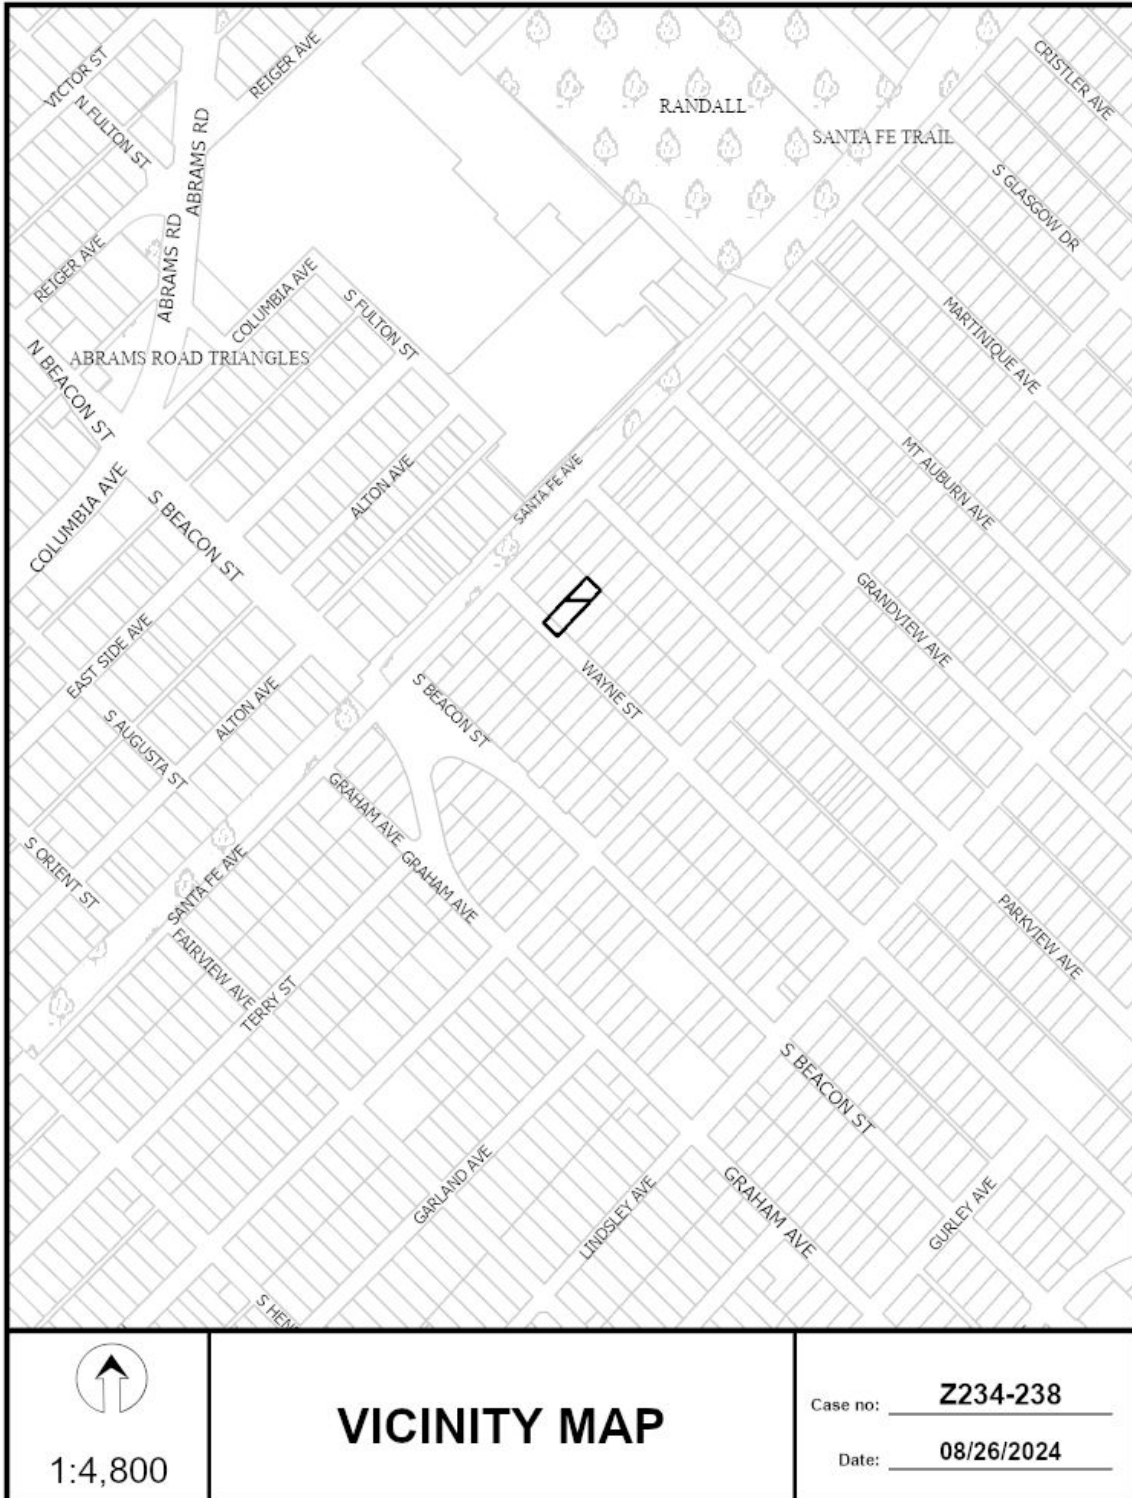 VICTOR ST
REIGER AVE
N FULTON ST
ABRAMS RD
RANDALL
SANTA FE TRAIL
CRISTLER AVE
S GLASGOW DR
REIGER AVE
ABRAMS RD
COLUMBIA AVE
S FULTON ST
ABRAMS ROAD TRIANGLES
N BEACON ST
MARTINIQUE AVE
COLUMBIA AVE
S BEACON ST
ALTON AVE
SANTA FE AVE
MT AUBURN AVE
GRANDVIEW AVE
EAST SIDE AVE
ALTON AVE
S AUGUSTA ST
S BEACON ST
WAYNE ST
GRAHAM AVE
GRAHAM AVE
S ORIENT ST
SANTA FE AVE
FAIRVIEW AVE
TERRY ST
PARKVIEW AVE
S BEACON ST
GARLAND AVE
LINDSLEY AVE
GRAHAM AVE
GURLEY AVE
S HEN
1:4,800
VICINITY MAP
Case no: Z234-238
Date: 08/26/2024